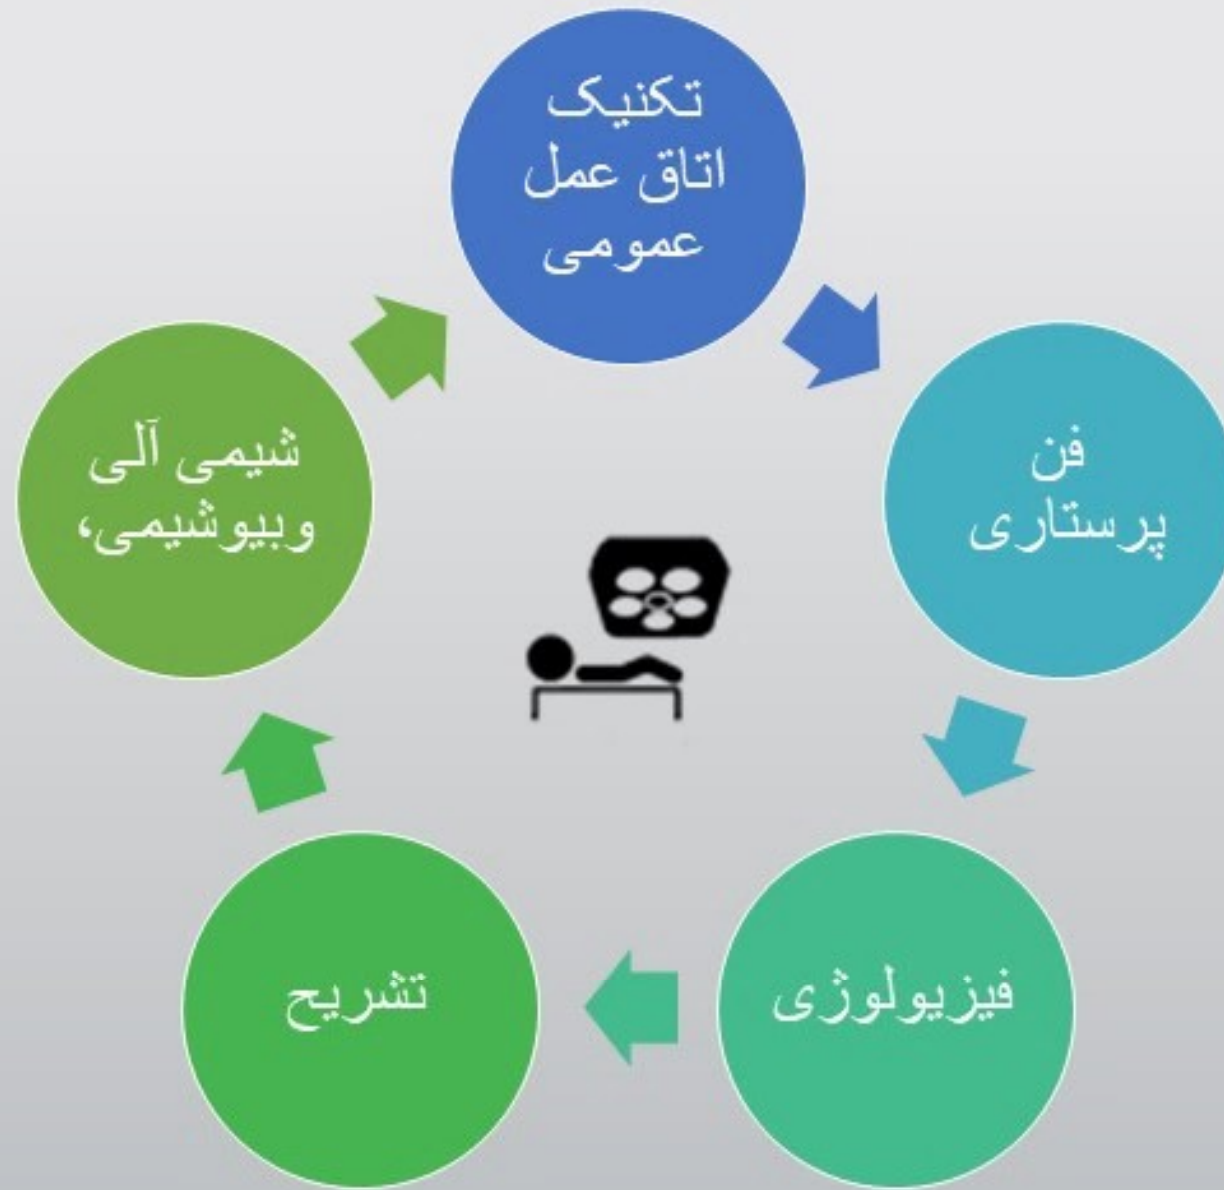 تکنیک
اتاق عمل
عمومی
فن
پرستاری
فیزیولوژی
تشریح
شیمی آلی
وبیوشیمی،